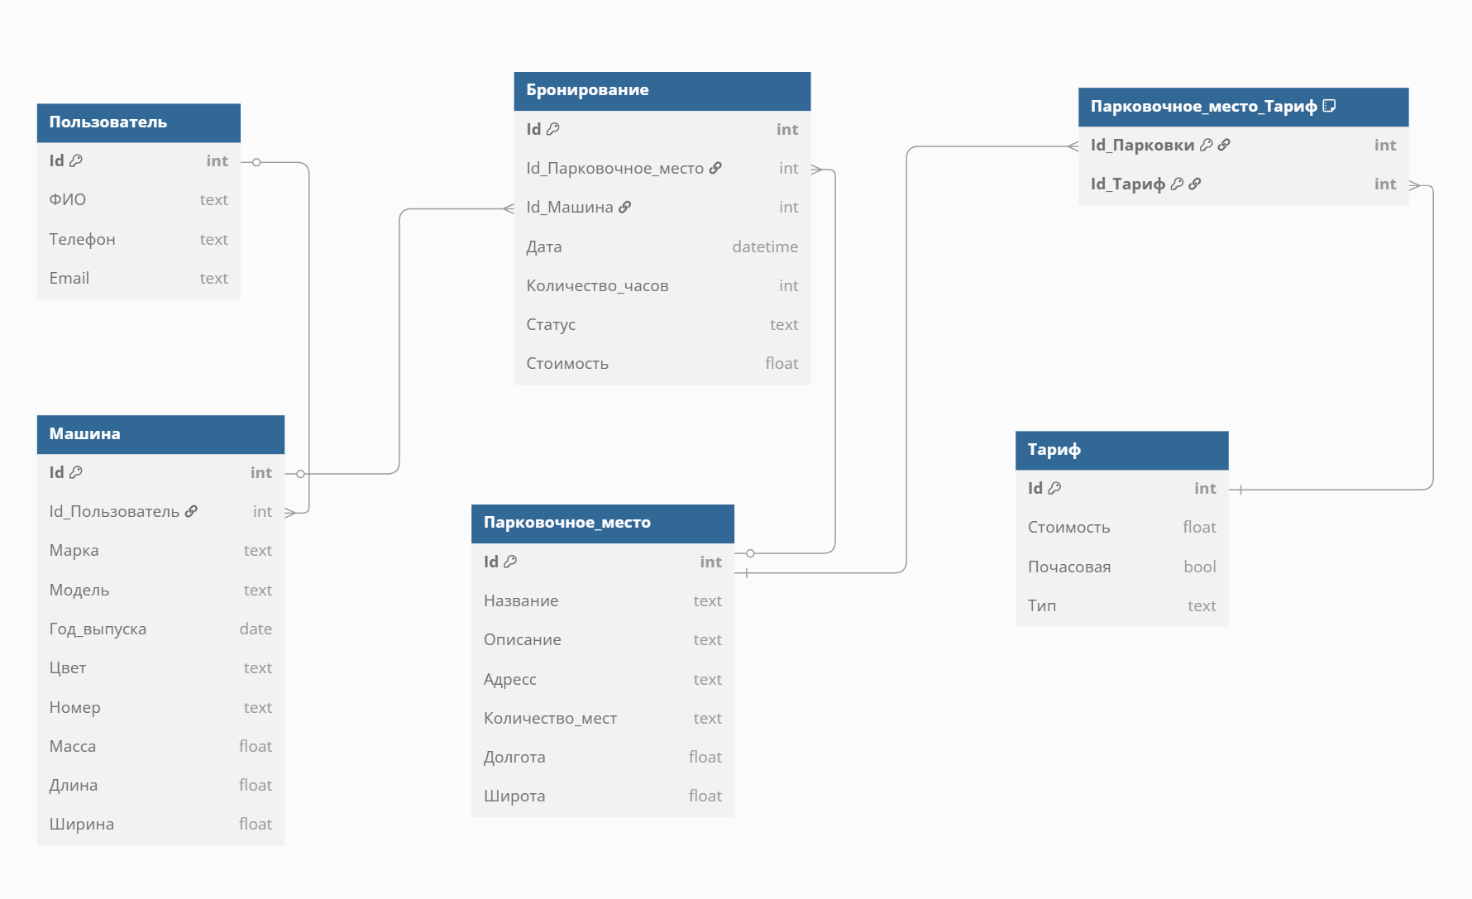 Пользователь
Id int
ФИО text
Телефон text
Email text
Машина
Id int
Id_Пользователь int
Марка text
Модель text
Год_выпуска date
Цвет text
Номер text
Масса float
Длина float
Ширина float
Бронирование
Id int
Id_Парковочное_место int
Id_Машина int
Дата datetime
Количество_часов int
Статус text
Стоимость float
Парковочное_место
Id int
Название text
Описание text
Адресс text
Количество_мест text
Долгота float
Широта float
Парковочное_место_Тариф
Id_Парковки int
Id_Тариф int
Тариф
Id int
Стоимость float
Почасовая bool
Тип text